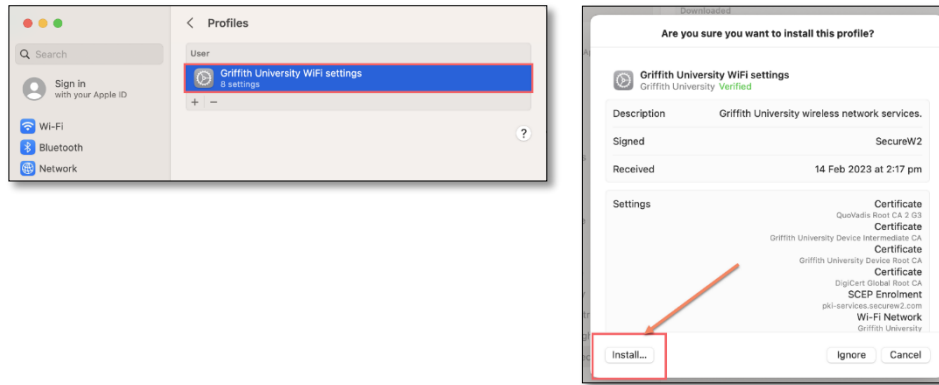 Profiles
Search
Sign in
with your Apple ID
Wi-Fi
Bluetooth
Network
User
Griffith University WiFi settings
8 settings
+ −
?
Downloaded
Are you sure you want to install this profile?
Griffith University WiFi settings
Griffith University Verified
Description Griffith University wireless network services.
Signed SecureW2
Received 14 Feb 2023 at 2:17 pm
Settings Certificate
QuoVadis Root CA 2 G3
Certificate
Griffith University Device Intermediate CA
Certificate
Griffith University Device Root CA
Certificate
DigiCert Global Root CA
SCEP Enrolment
pki-services.securew2.com
Wi-Fi Network
Griffith University
Install... Ignore Cancel